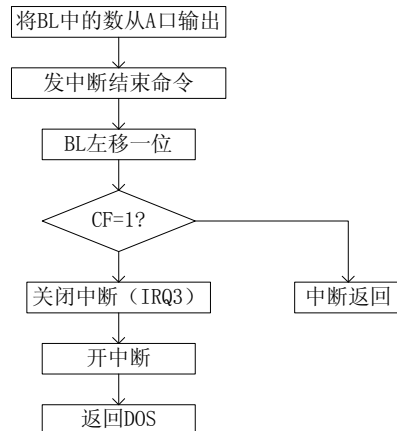 将BL中的数从A口输出
发中断结束命令
BL左移一位
CF=1?
关闭中断（IRQ3）
中断返回
开中断
返回DOS